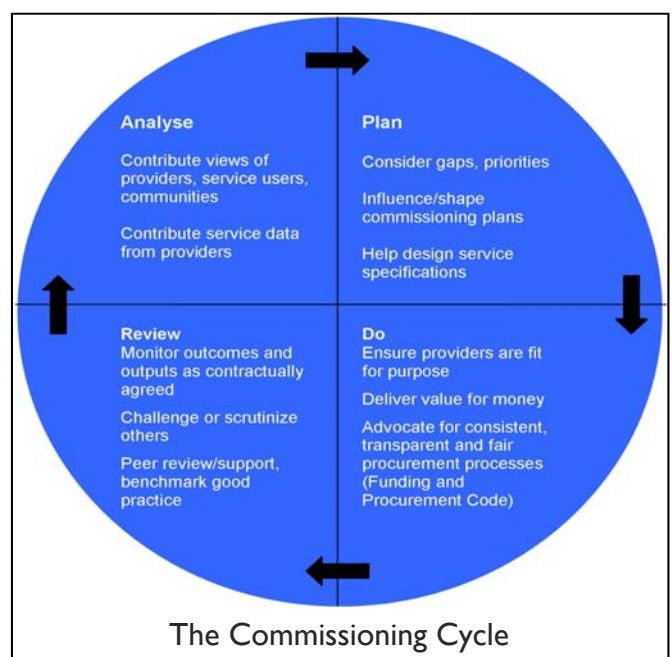 Analyse
Contribute views of
providers, service users,
communities
Contribute service data
from providers
Plan
Consider gaps, priorities
Influence/shape
commissioning plans
Help design service
specifications
Review
Monitor outcomes and
outputs as contractually
agreed
Challenge or scrutinize
others
Peer review/support,
benchmark good
practice
Do
Ensure providers are fit
for purpose
Deliver value for money
Advocate for consistent,
transparent and fair
procurement processes
(Funding and
Procurement Code)
The Commissioning Cycle